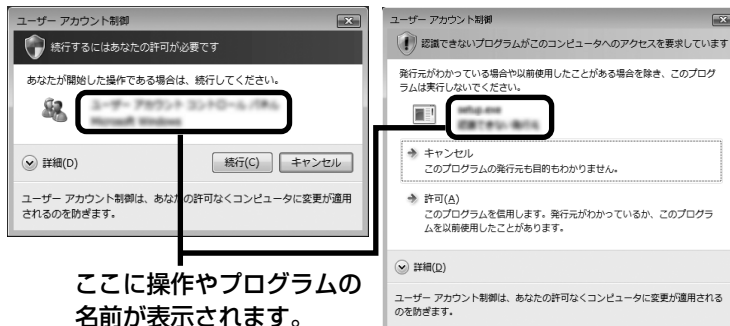 ユーザー アカウント制御
続行するにはあなたの許可が必要です
あなたが開始した操作である場合は、続行してください。
詳細(D)
続行(C)
キャンセル
ユーザー アカウント制御は、あなたの許可なくコンピュータに変更が適用
されるのを防ぎます。
ユーザー アカウント制御
認識できないプログラムがこのコンピュータへのアクセスを要求しています
発行元がわかっている場合や以前使用したことがある場合を除き、このプログ
ラムは実行しないでください。
キャンセル
このプログラムの発行元も目的もわかりません。
許可(A)
このプログラムを信用します。発行元がわかっているか、このプログラ
ムを以前使用したことがあります。
詳細(D)
ユーザー アカウント制御は、あなたの許可なくコンピュータに変更が適用される
のを防ぎます。
ここに操作やプログラムの
名前が表示されます。